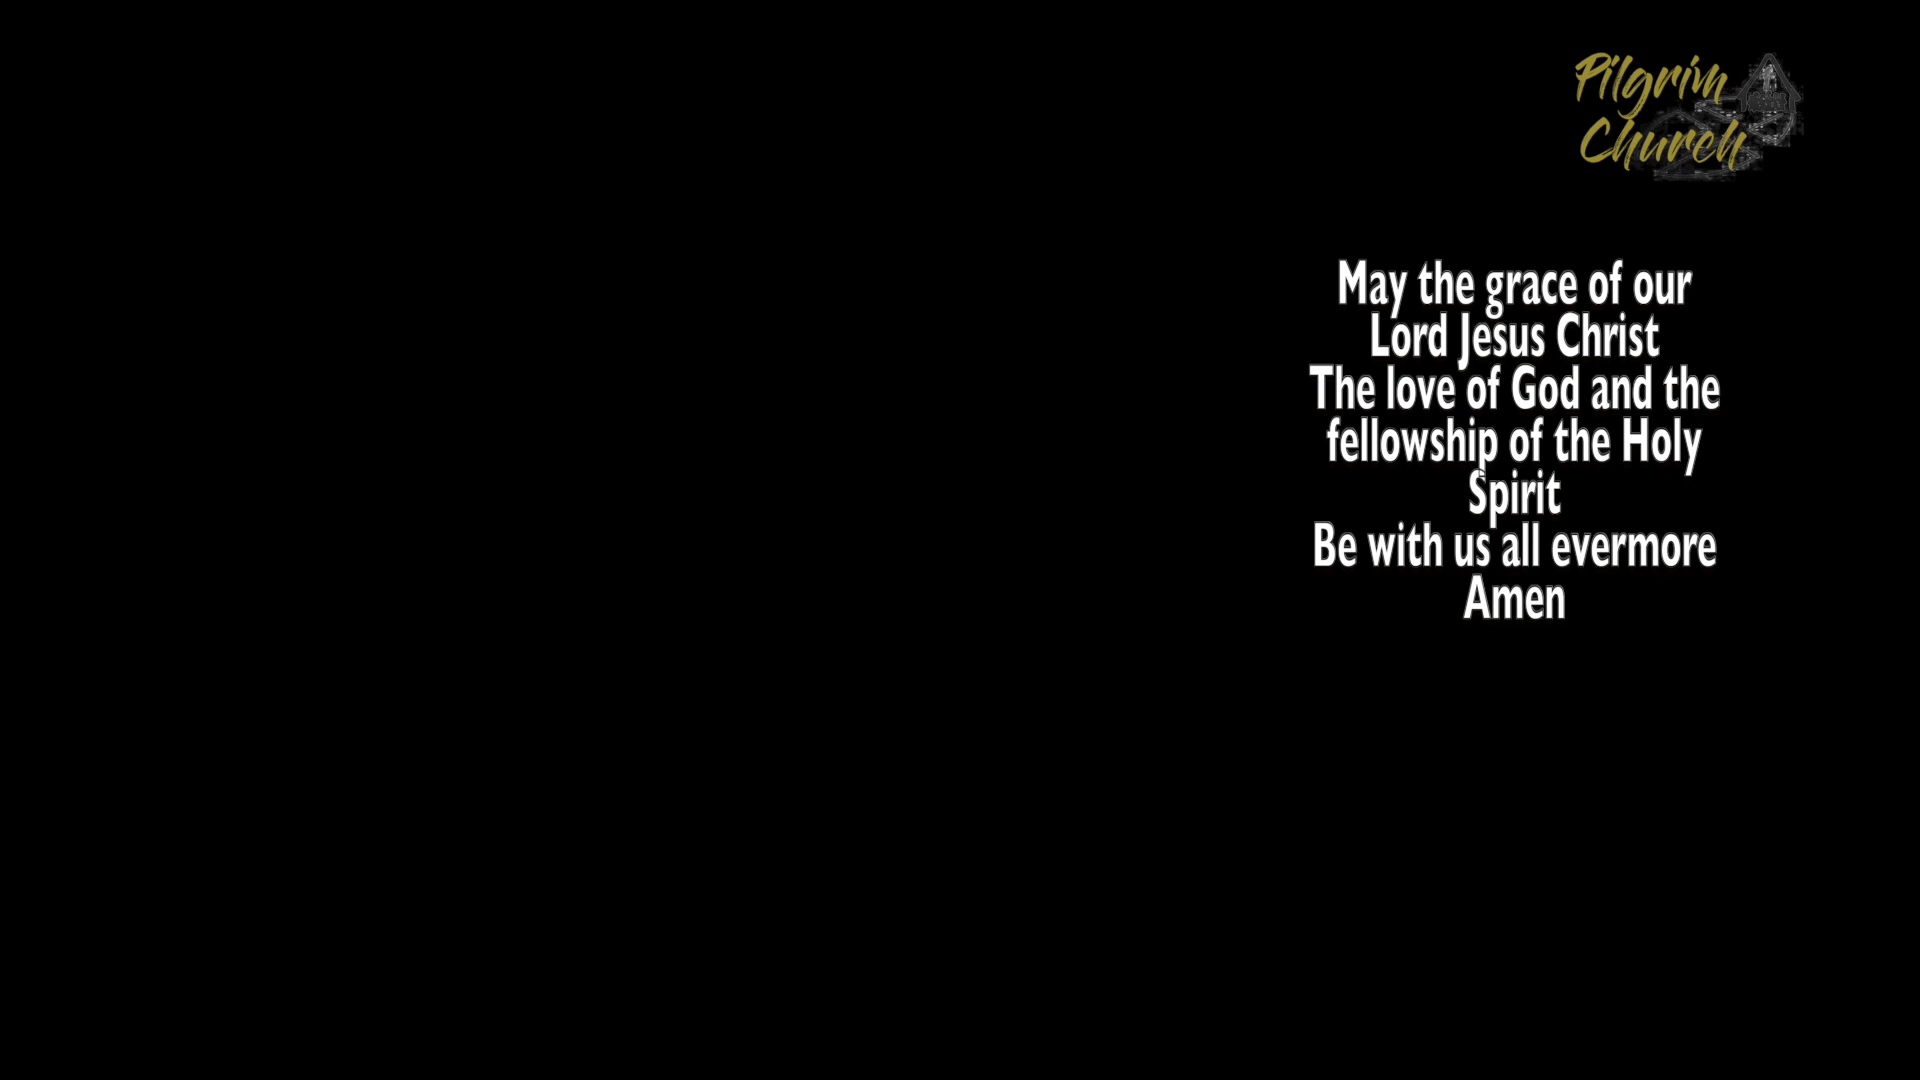 Pilgrim
Church
May the grace of our
Lord Jesus Christ
The love of God and the
fellowship of the Holy
Spirit
Be with us all evermore
Amen